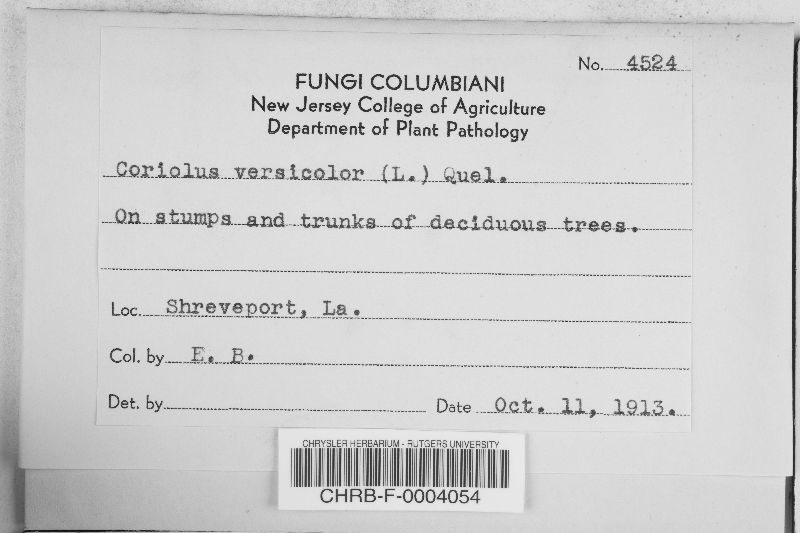 No. 4524
FUNGI COLUMBIANI
New Jersey College of Agriculture
Department of Plant Pathology
Coriolus versicolor (L.) Quel.
On stumps and trunks of deciduous trees.
Loc. Shreveport, La.
Col. by E. B.
Det. by
Date Oct. 11, 1913.
CHRYSLER HERBARIUM - RUTGERS UNIVERSITY
CHRB-F-0004054